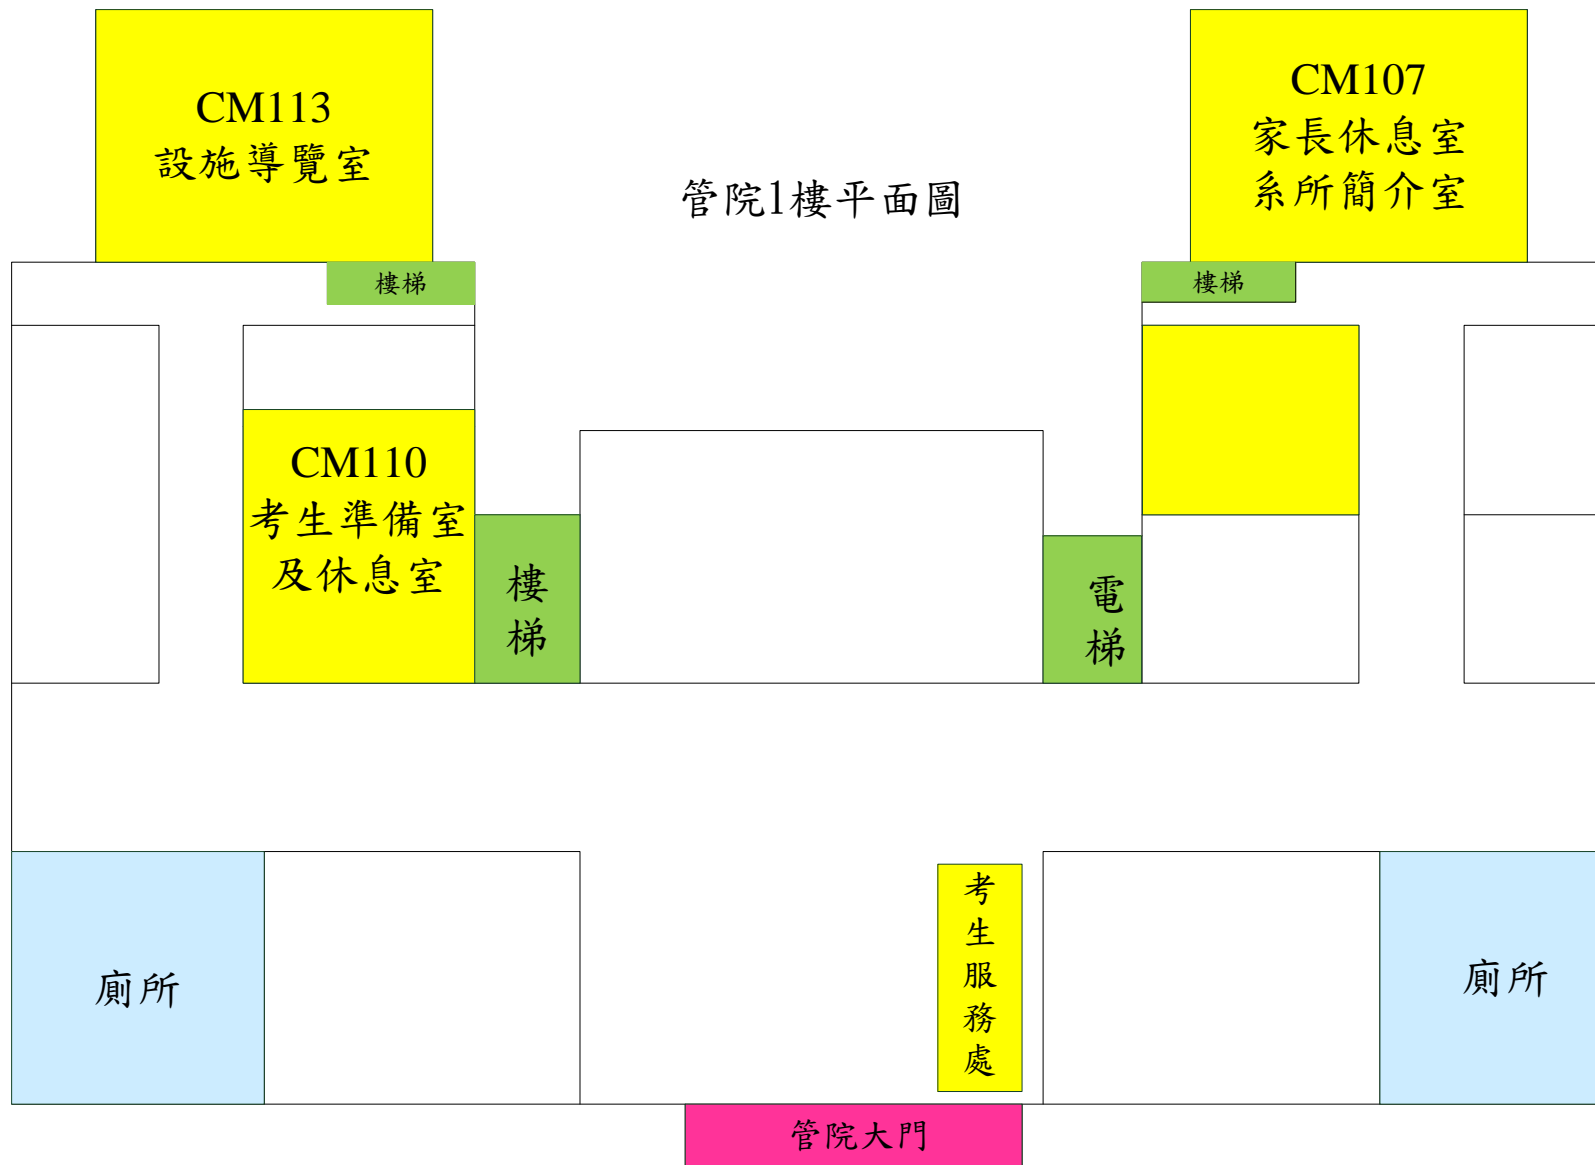 CM113
設施導覽室
CM107
家長休息室
系所簡介室
管院1樓平面圖
樓梯
樓梯
CM110
考生準備室
及休息室
樓梯
電梯
考生服務處
廁所
廁所
管院大門